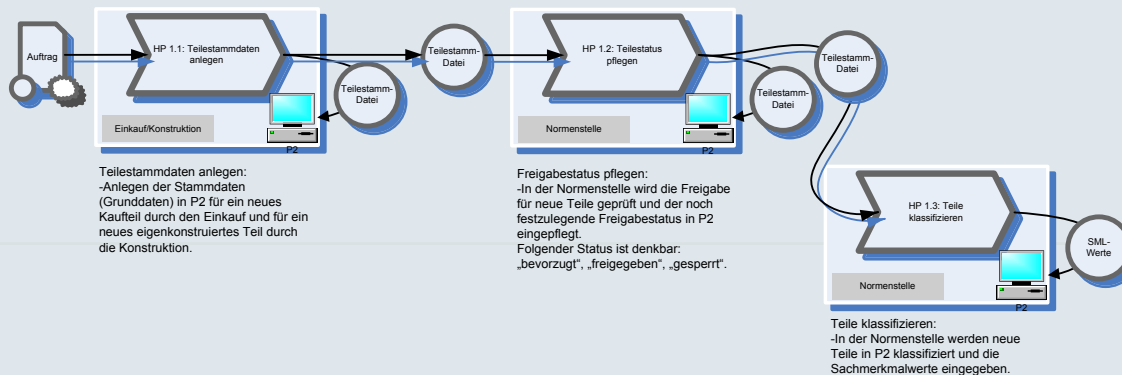 Auftrag
HP 1.1: Teilestammdaten
anlegen
Teilestamm-
Datei
Einkauf/Konstruktion
P2
Teilestammdaten anlegen:
-Anlegen der Stammdaten
(Grunddaten) in P2 für ein neues
Kaufteil durch den Einkauf und für ein
neues eigenkonstruiertes Teil durch
die Konstruktion.
Teilestamm-
Datei
HP 1.2: Teilestatus
pflegen
Teilestamm-
Datei
Normenstelle
P2
Freigabestatus pflegen:
-In der Normenstelle wird die Freigabe
für neue Teile geprüft und der noch
festzulegende Freigabestatus in P2
eingepflegt.
Folgender Status ist denkbar:
„bevorzugt“, „freigegeben“, „gesperrt“.
Teilestamm-
Datei
HP 1.3: Teile
klassifizieren
SML-
Werte
Normenstelle
P2
Teile klassifizieren:
-In der Normenstelle werden neue
Teile in P2 klassifiziert und die
Sachmerkmalwerte eingegeben.